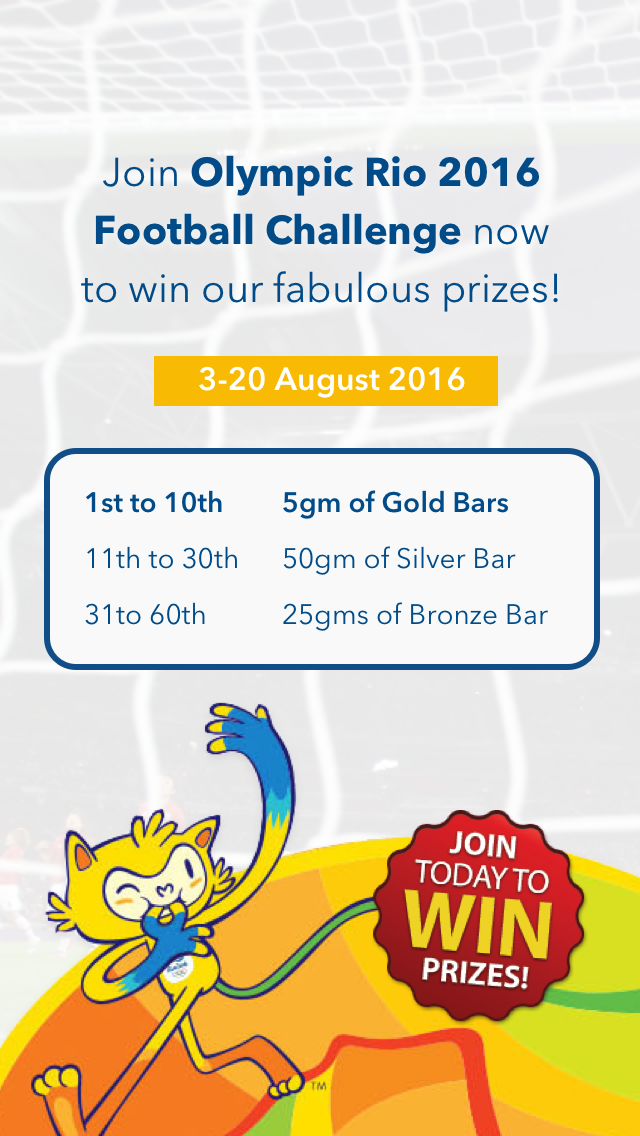 Join Olympic Rio 2016
Football Challenge now
to win our fabulous prizes!
3-20 August 2016
1st to 10th 5gm of Gold Bars
11th to 30th 50gm of Silver Bar
31to 60th 25gms of Bronze Bar
JOIN
TODAY TO
WIN
PRIZES!
TM